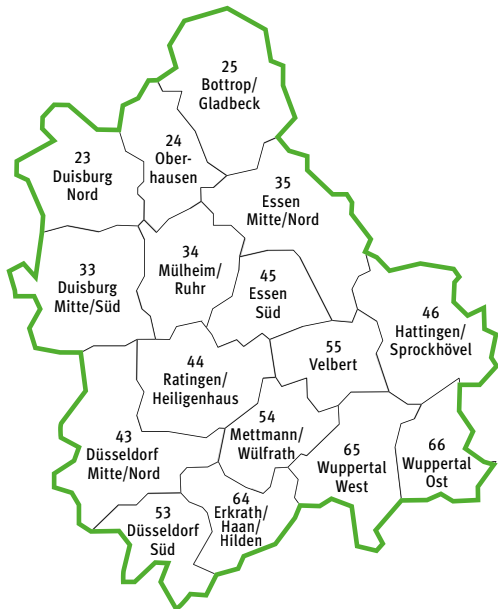 25
Bottrop/
Gladbeck
24
Ober-
hausen
23
Duisburg
Nord
35
Essen
Mitte/Nord
34
Mülheim/
Ruhr
33
Duisburg
Mitte/Süd
45
Essen
Süd
46
Hattingen/
Sprockhövel
55
Velbert
44
Ratingen/
Heiligenhaus
54
Mettmann/
Wülfrath
43
Düsseldorf
Mitte/Nord
65
Wuppertal
West
66
Wuppertal
Ost
64
Erkrath/
Haan/
Hilden
53
Düsseldorf
Süd